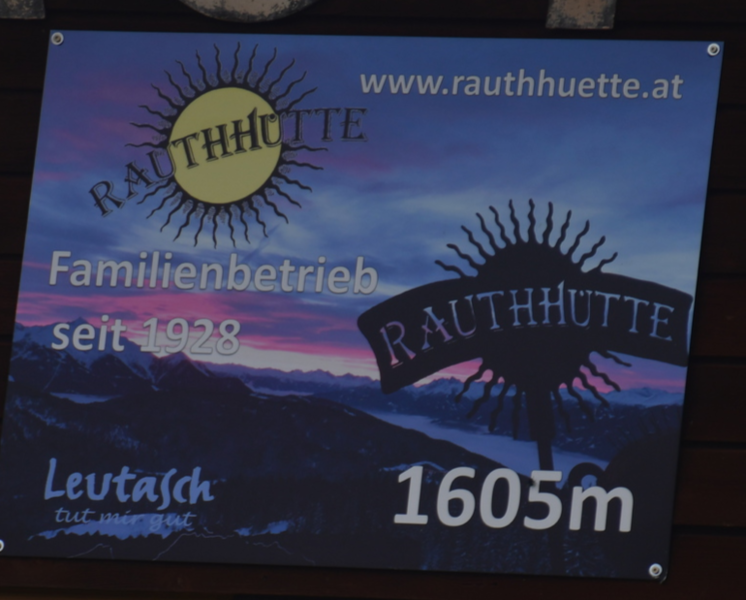 www.rauthhuette.at
RAUTHHÜTTE
Familienbetrieb
seit 1928
RAUTHHÜTTE
Leutasch
tut mir gut
1605m